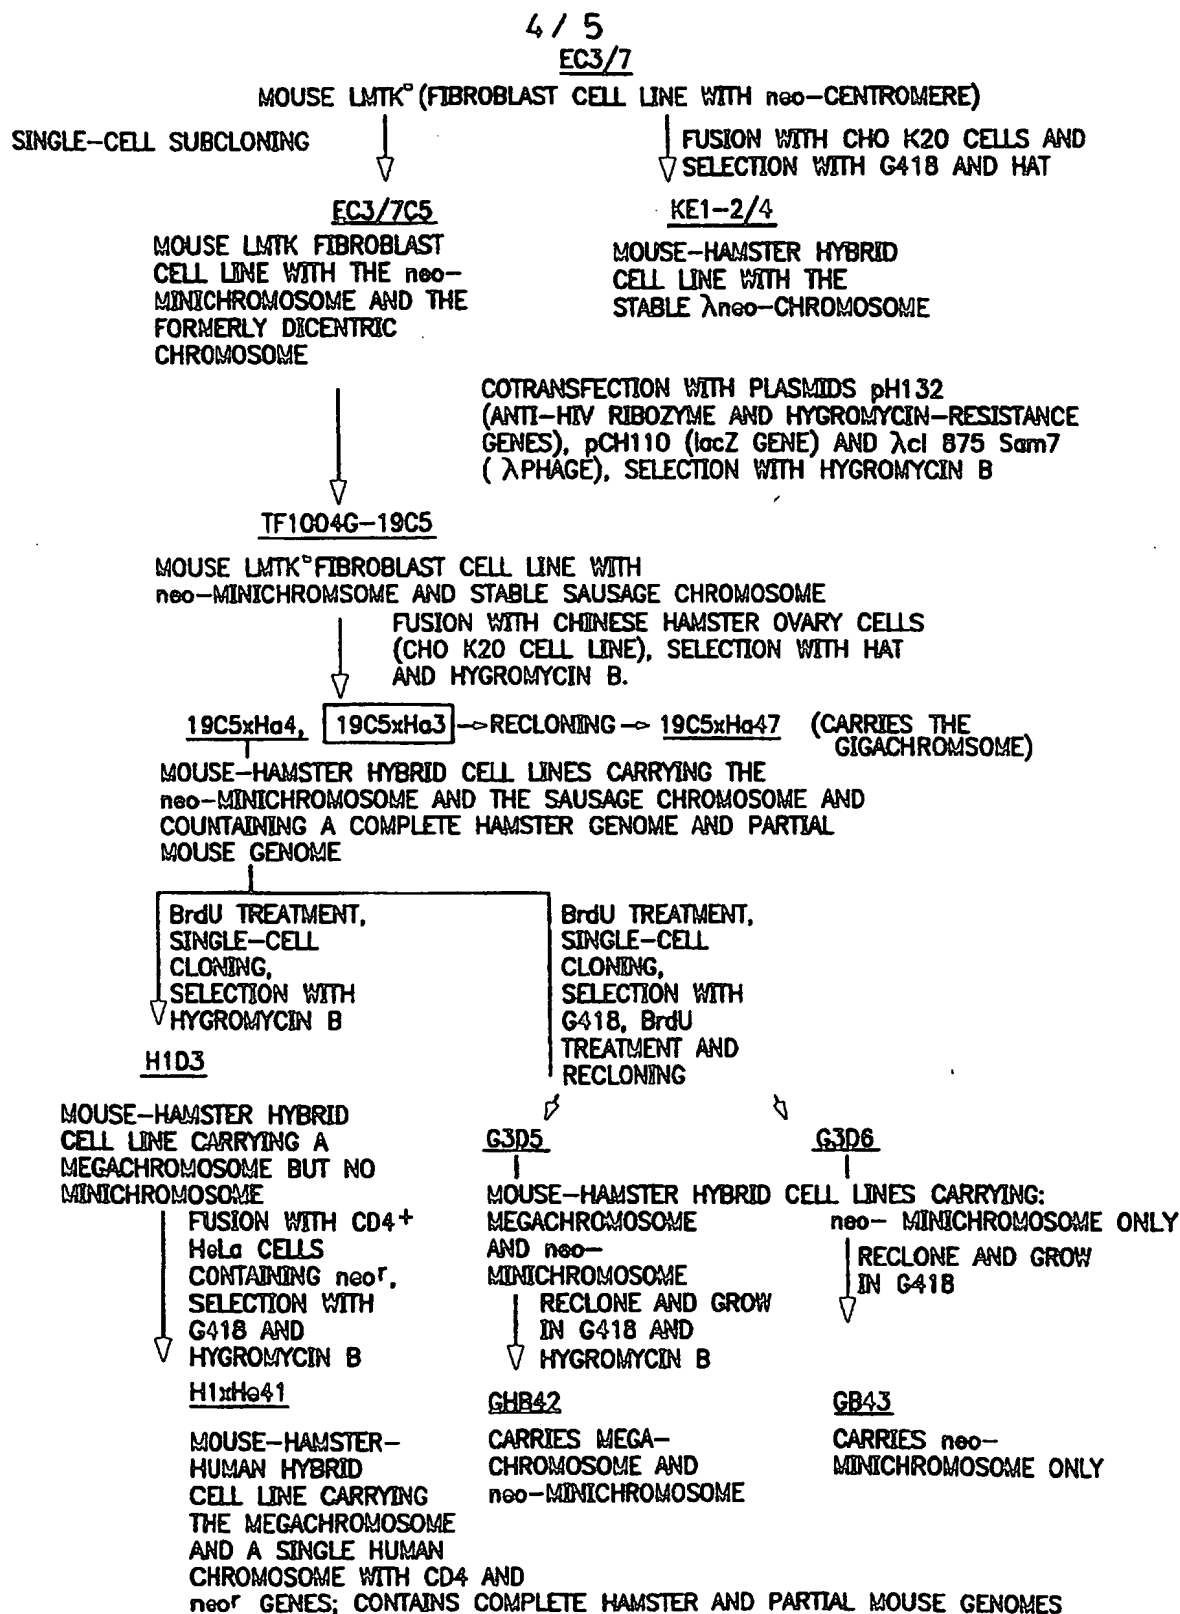 4/5
EC3/7
MOUSE LMTK⁻ (FIBROBLAST CELL LINE WITH neo-CENTROMERE)
SINGLE-CELL SUBCLONING
FUSION WITH CHO K20 CELLS AND
SELECTION WITH G418 AND HAT
EC3/7C5
MOUSE LMTK FIBROBLAST
CELL LINE WITH THE neo-
MINICHROMOSOME AND THE
FORMERLY DICENTRIC
CHROMOSOME
KE1-2/4
MOUSE-HAMSTER HYBRID
CELL LINE WITH THE
STABLE λneo-CHROMOSOME
COTRANSFECTION WITH PLASMIDS pH132
(ANTI-HIV RIBOZYME AND HYGROMYCIN-RESISTANCE
GENES), pCH110 (lacZ GENE) AND λcI 875 Sam7
( λPHAGE), SELECTION WITH HYGROMYCIN B
TF1004G-19C5
MOUSE LMTK⁻ FIBROBLAST CELL LINE WITH
neo-MINICHROMSOME AND STABLE SAUSAGE CHROMOSOME
FUSION WITH CHINESE HAMSTER OVARY CELLS
(CHO K20 CELL LINE), SELECTION WITH HAT
AND HYGROMYCIN B.
19C5xHa4, 19C5xHa3 → RECLONING → 19C5xHa47 (CARRIES THE
GIGACHROMSOME)
MOUSE-HAMSTER HYBRID CELL LINES CARRYING THE
neo-MINICHROMOSOME AND THE SAUSAGE CHROMOSOME AND
COUNTAINING A COMPLETE HAMSTER GENOME AND PARTIAL
MOUSE GENOME
BrdU TREATMENT,
SINGLE-CELL
CLONING,
SELECTION WITH
HYGROMYCIN B
BrdU TREATMENT,
SINGLE-CELL
CLONING,
SELECTION WITH
G418, BrdU
TREATMENT AND
RECLONING
H1D3
MOUSE-HAMSTER HYBRID
CELL LINE CARRYING A
MEGACHROMOSOME BUT NO
MINICHROMOSOME
G3D5
G3D6
MOUSE-HAMSTER HYBRID CELL LINES CARRYING:
MEGACHROMOSOME
AND neo-
MINICHROMOSOME
neo- MINICHROMOSOME ONLY
FUSION WITH CD4+
HeLa CELLS
CONTAINING neoʳ,
SELECTION WITH
G418 AND
HYGROMYCIN B
RECLONE AND GROW
IN G418 AND
HYGROMYCIN B
RECLONE AND GROW
IN G418
H1xHe41
MOUSE-HAMSTER-
HUMAN HYBRID
CELL LINE CARRYING
THE MEGACHROMOSOME
AND A SINGLE HUMAN
CHROMOSOME WITH CD4 AND
neoʳ GENES; CONTAINS COMPLETE HAMSTER AND PARTIAL MOUSE GENOMES
GHB42
CARRIES MEGA-
CHROMOSOME AND
neo-MINICHROMOSOME
GB43
CARRIES neo-
MINICHROMOSOME ONLY